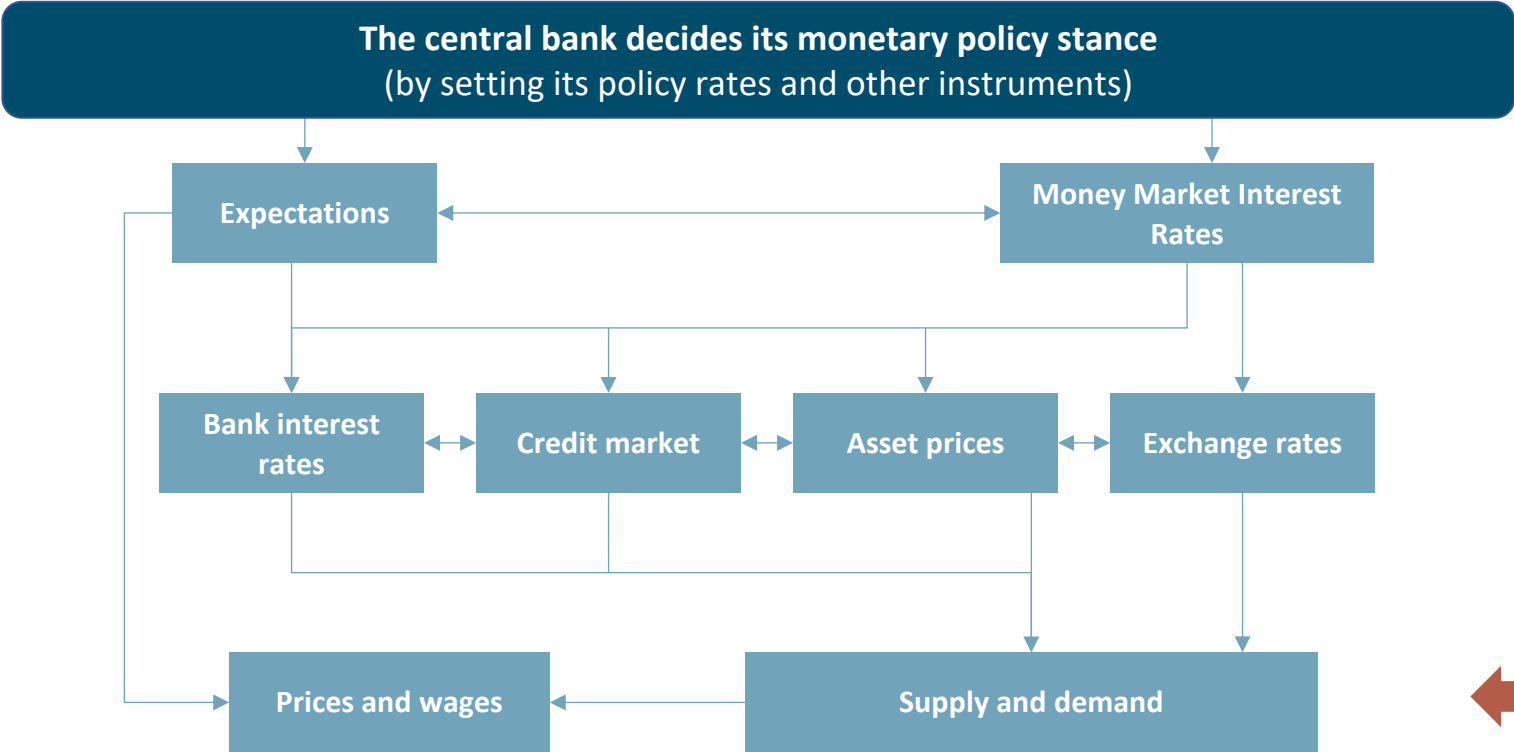 The central bank decides its monetary policy stance
(by setting its policy rates and other instruments)
Expectations
Money Market Interest
Rates
Bank interest
rates
Credit market
Asset prices
Exchange rates
Prices and wages
Supply and demand